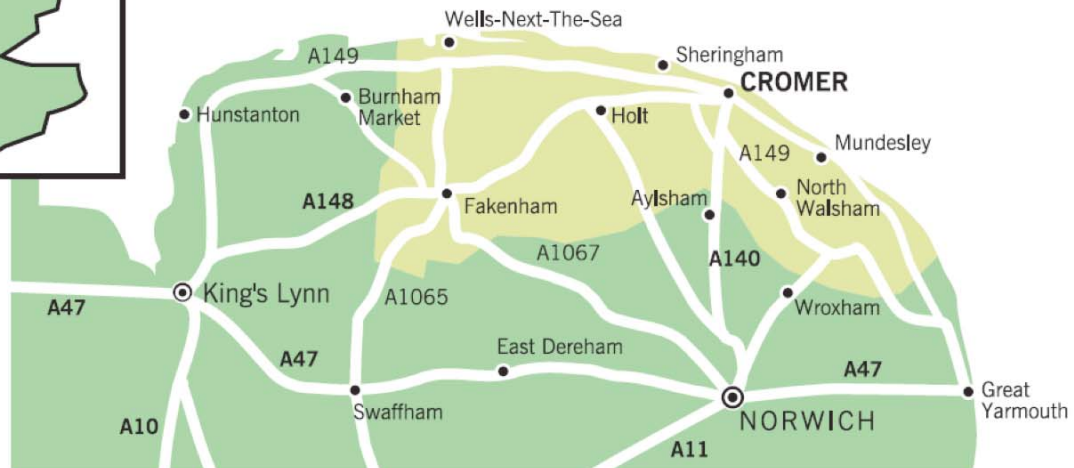 Wells-Next-The-Sea
A149
Sheringham
CROMER
Burnham
Market
Hunstanton
Holt
Mundesley
A149
A148
Fakenham
Aylsham
North
Walsham
A1067
A140
King's Lynn
A1065
A47
Wroxham
East Dereham
A47
A47
Swaffham
Great
Yarmouth
A10
NORWICH
A11